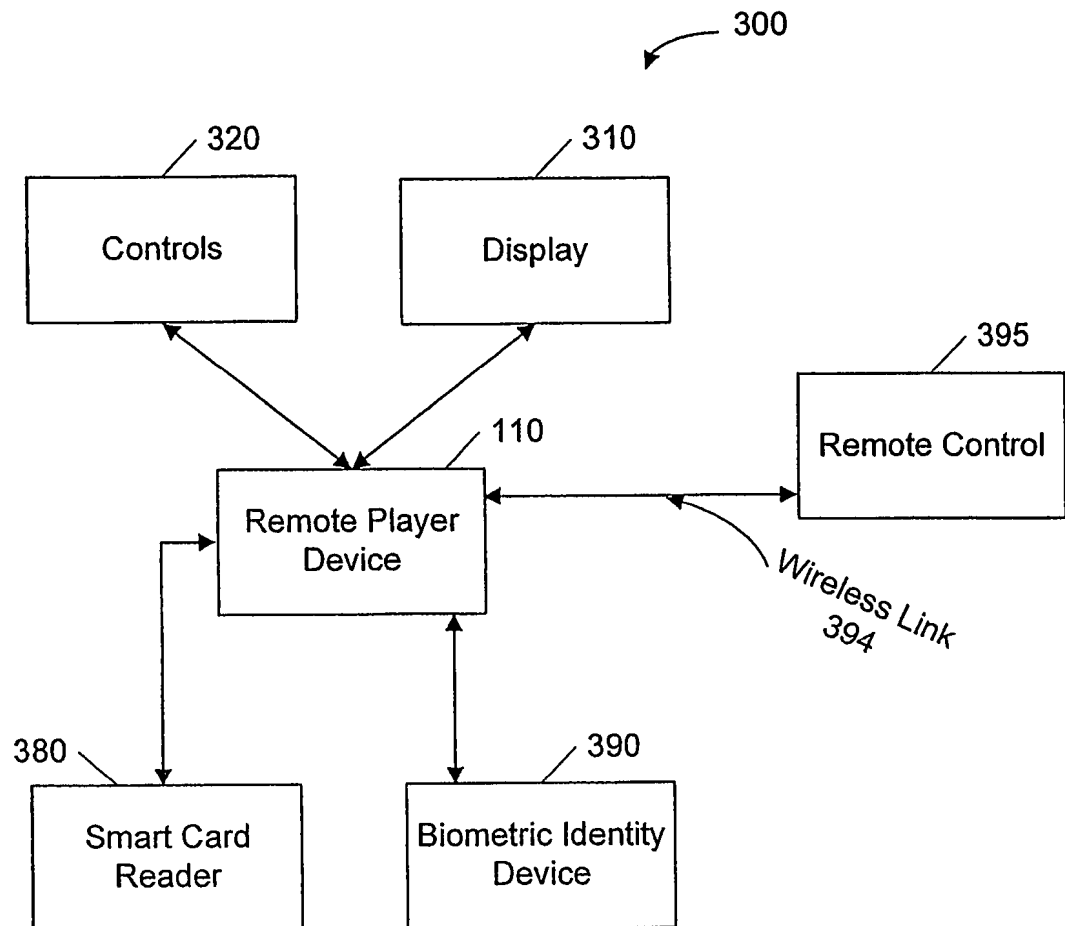 300
320
310
Controls
Display
395
Remote Control
110
Remote Player
Device
Wireless Link
394
380
390
Smart Card
Reader
Biometric Identity
Device